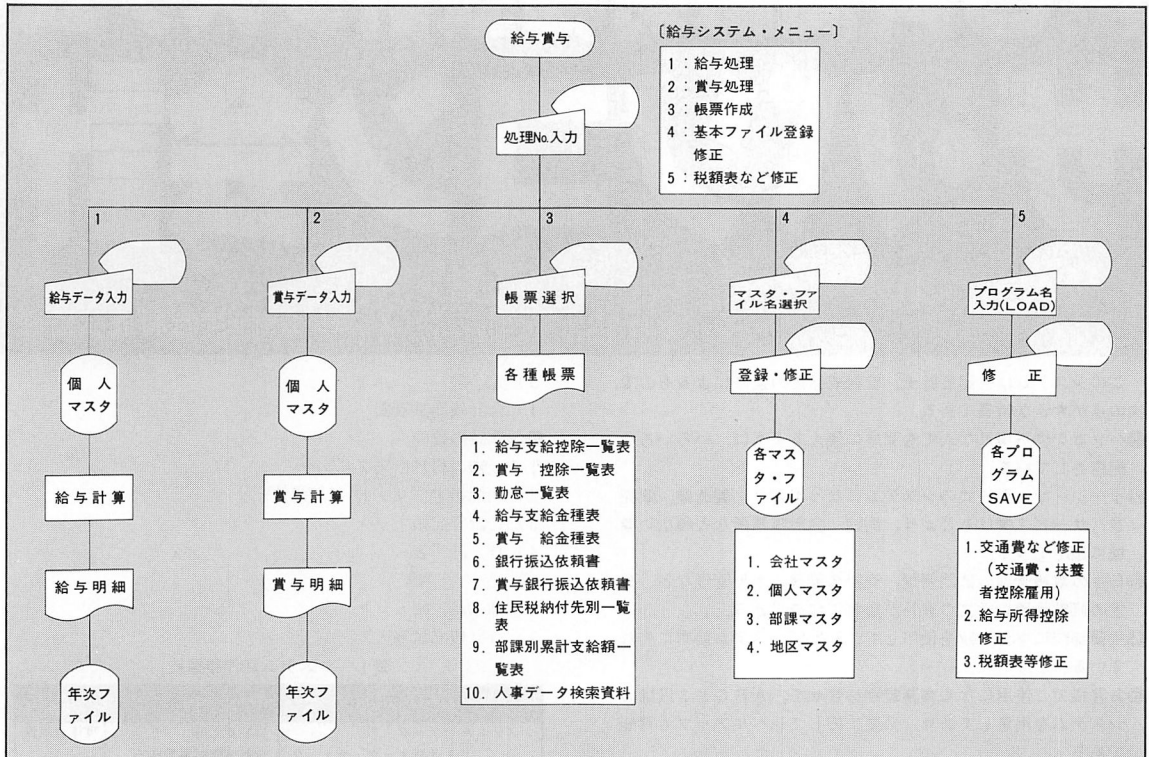 給与賞与
〔給与システム・メニュー〕
1：給与処理
2：賞与処理
3：帳票作成
4：基本ファイル登録
修正
5：税額表など修正
処理No.入力
1
2
3
4
5
給与データ入力
賞与データ入力
帳票選択
マスタ・ファ
イル名選択
プログラム名
入力(LOAD)
個 人
マスタ
個 人
マスタ
各種帳票
登録・修正
修 正
給与計算
賞与計算
各マス
タ・フ
ァイル
各プロ
グラム
SAVE
給与明細
賞与明細
年次フ
ァイル
年次フ
ァイル
1. 給与支給控除一覧表
2. 賞与 控除一覧表
3. 勤怠一覧表
4. 給与支給金種表
5. 賞与 給金種表
6. 銀行振込依頼書
7. 賞与銀行振込依頼書
8. 住民税納付先別一覧
表
9. 部課別累計支給額一
覧表
10. 人事データ検索資料
1. 会社マスタ
2. 個人マスタ
3. 部課マスタ
4. 地区マスタ
1.交通費など修正
(交通費・扶養
者控除雇用)
2.給与所得控除
修正
3.税額表等修正